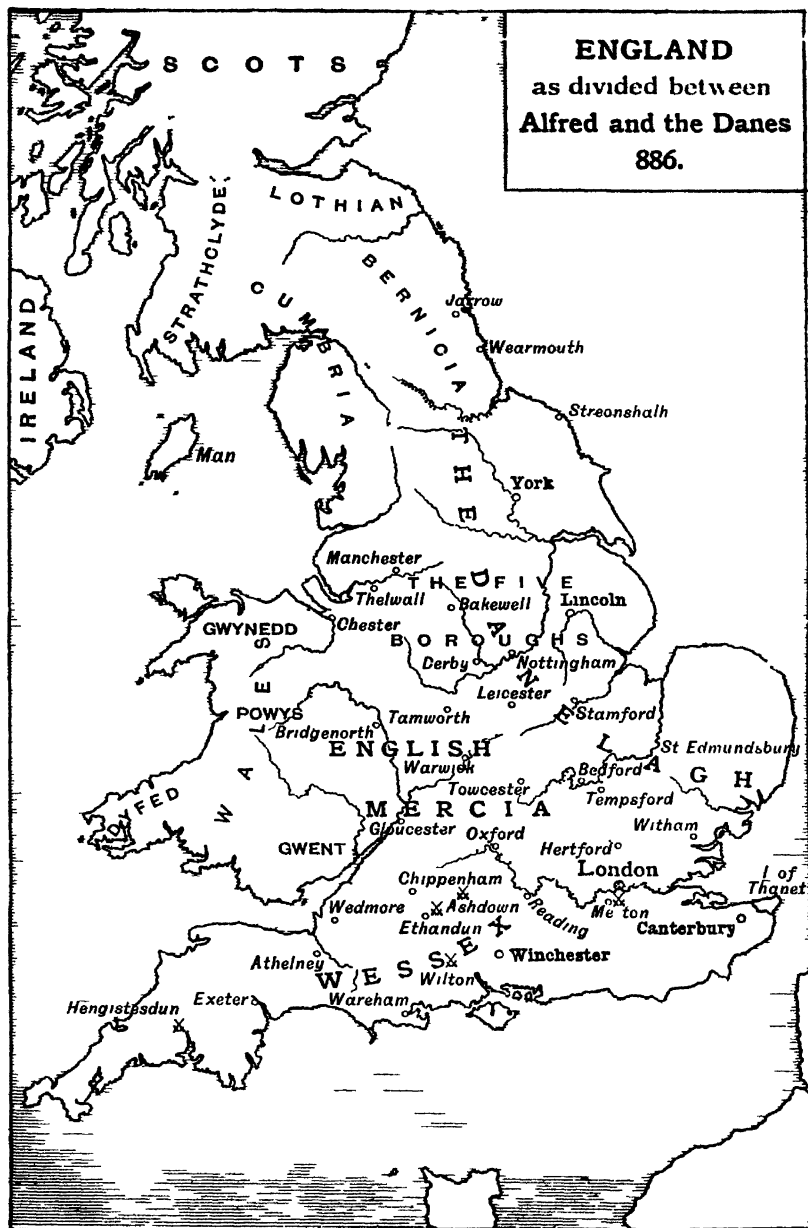 ENGLAND
as divided between
Alfred and the Danes
886.
SCOTS
LOTHIAN
STRATHCLYDE
BERNICIA
CUMBRIA
IRELAND
Jarrow
Wearmouth
Streonshalh
Man
York
THE DANELAGH
Manchester
THE FIVE
BOROUGHS
Thelwall
Bakewell
Lincoln
Chester
GWYNEDD
Derby
Nottingham
WALES
Leicester
POWYS
Tamworth
Stamford
Bridgenorth
ENGLISH
MERCIA
St Edmundsbury
Warwick
Towcester
Bedford
Tempsford
DYFED
Gloucester
Witham
Oxford
Hertford
GWENT
London
Chippenham
I of
Thanet
Wedmore
Ashdown
Reading
Merton
Ethandun
Canterbury
WESSEX
Winchester
Athelney
Wilton
Hengistesdun
Exeter
Wareham